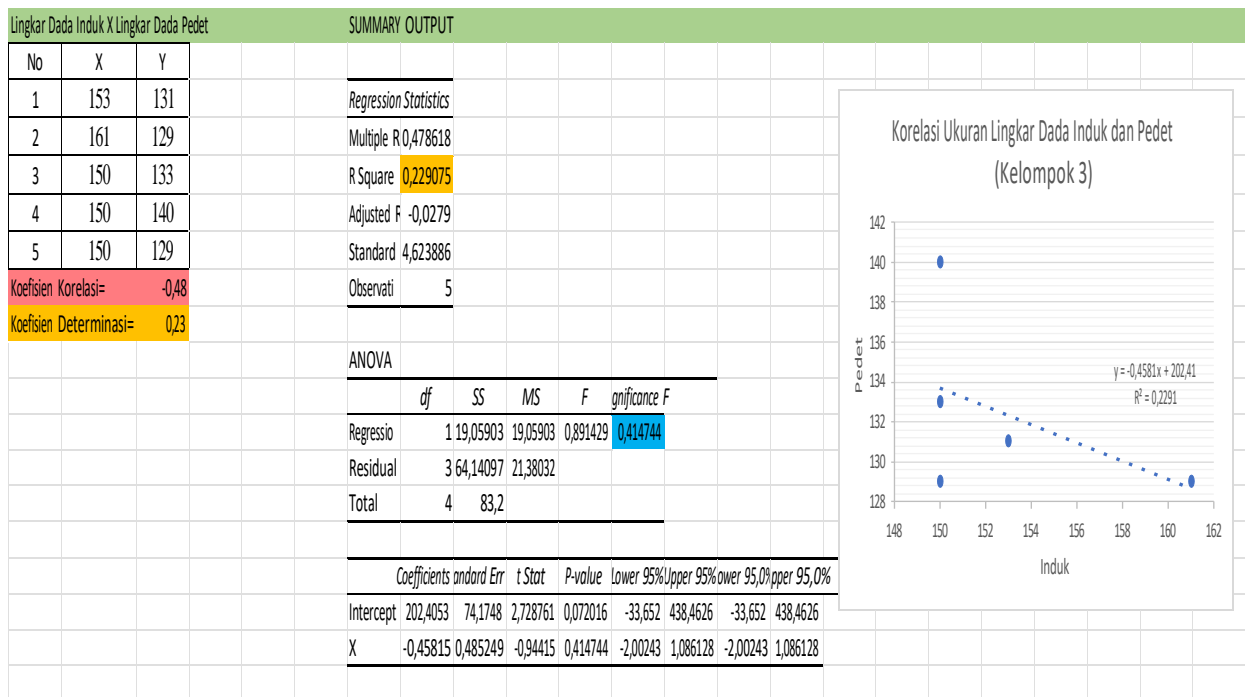 Lingkar Dada Induk X Lingkar Dada Pedet
No X Y
1 153 131
2 161 129
3 150 133
4 150 140
5 150 129
Koefisien Korelasi= -0,48
Koefisien Determinasi= 0,23
SUMMARY OUTPUT
Regression Statistics
Multiple R 0,478618
R Square 0,229075
Adjusted R -0,0279
Standard 4,623886
Observati 5
ANOVA
df SS MS F gnificance F
Regressio 1 19,05903 19,05903 0,891429 0,414744
Residual 3 64,14097 21,38032
Total 4 83,2
Coefficients andard Err t Stat P-value Lower 95% Upper 95% ower 95,0% pper 95,0%
Intercept 202,4053 74,1748 2,728761 0,072016 -33,652 438,4626 -33,652 438,4626
X -0,45815 0,485249 -0,94415 0,414744 -2,00243 1,086128 -2,00243 1,086128
Korelasi Ukuran Lingkar Dada Induk dan Pedet
(Kelompok 3)
142
140
138
136
134
132
130
128
Pedet
y = -0,4581x + 202,41
R² = 0,2291
148 150 152 154 156 158 160 162
Induk